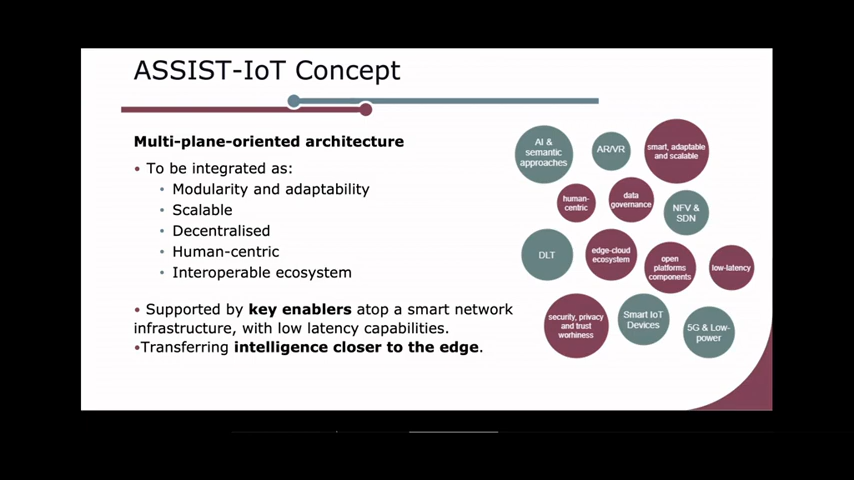 ASSIST-IoT Concept
Multi-plane-oriented architecture
• To be integrated as:
• Modularity and adaptability
• Scalable
• Decentralised
• Human-centric
• Interoperable ecosystem
• Supported by key enablers atop a smart network
infrastructure, with low latency capabilities.
•Transferring intelligence closer to the edge.
AI &
semantic
approaches
AR/VR
smart, adaptable
and scalable
human-
centric
data
governance
NFV &
SDN
DLT
edge-cloud
ecosystem
open
platforms
components
low-latency
security, privacy
and trust
worhiness
Smart IoT
Devices
5G & Low-
power